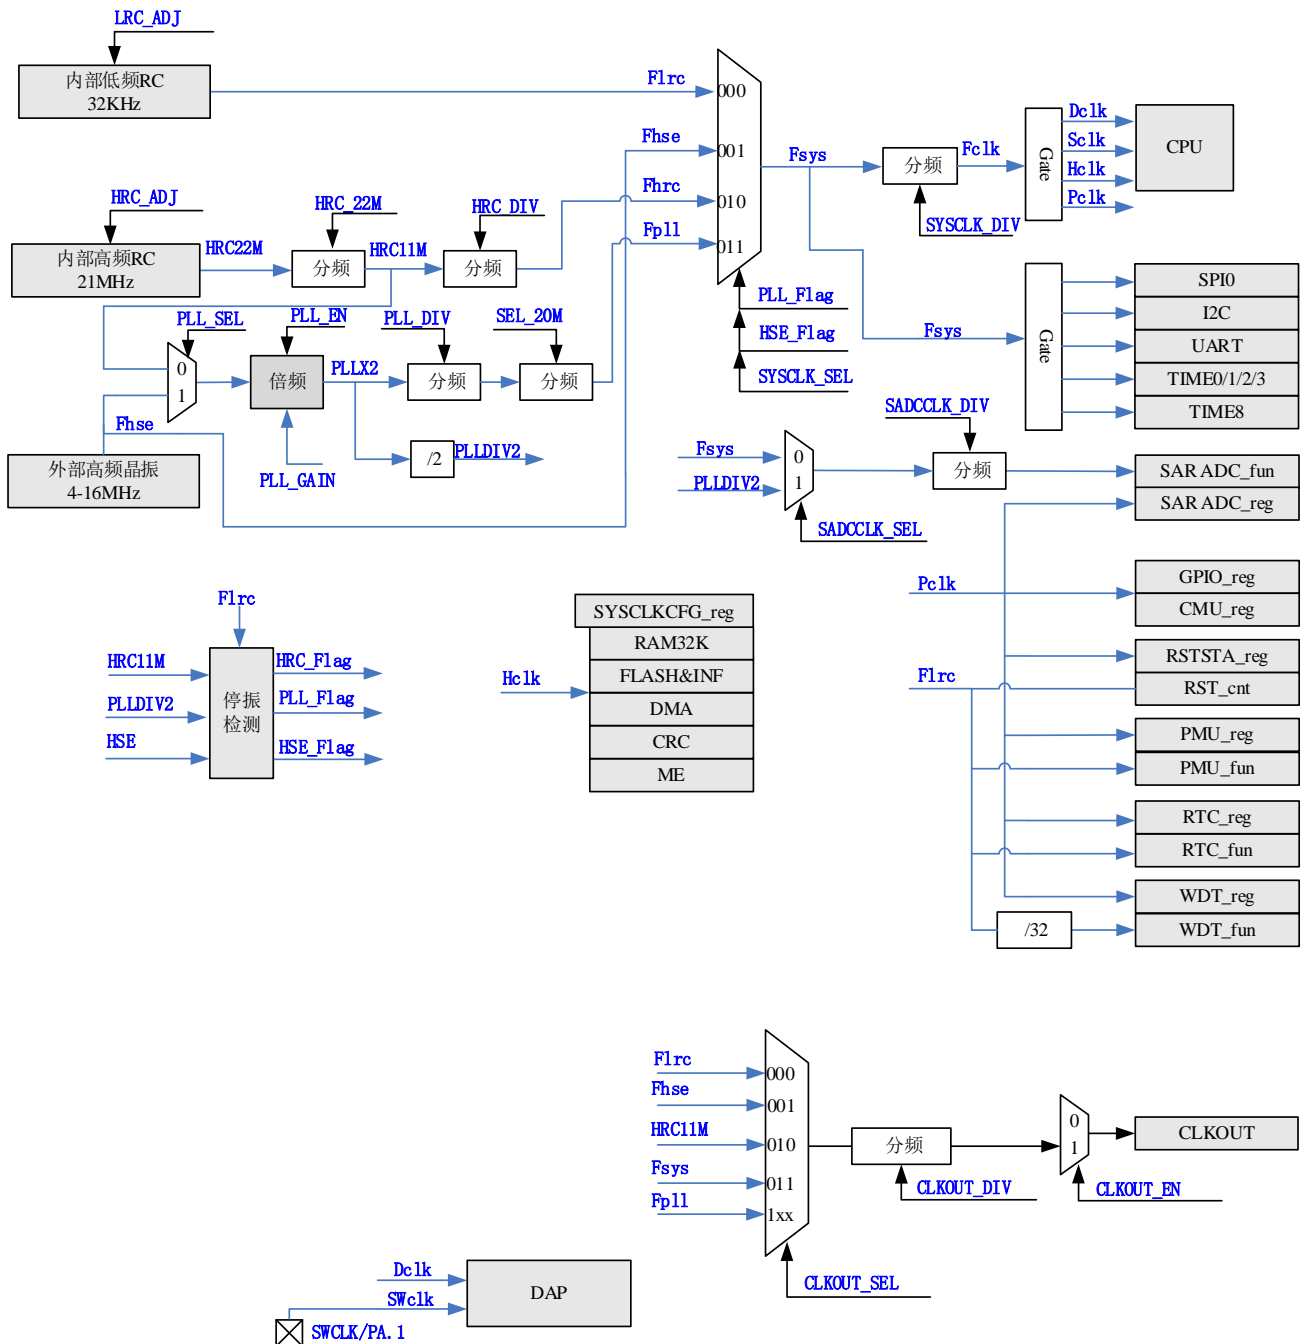 LRC_ADJ
内部低频RC
32KHz
Flrc
000
Fhse
001
Fhrc
010
Fpll
011
Fsys
分频
Fclk
SYSCLK_DIV
Gate
Dclk
Sclk
Hclk
Pclk
CPU
HRC_ADJ
内部高频RC
21MHz
HRC22M
HRC_22M
分频
HRC11M
HRC_DIV
分频
PLL_Flag
HSE_Flag
SYSCLK_SEL
PLL_SEL
0
1
PLL_EN
倍频
PLL_GAIN
PLLX2
PLL_DIV
分频
SEL_20M
分频
/2
PLLDIV2
Fhse
外部高频晶振
4-16MHz
Fsys
Gate
SPI0
I2C
UART
TIME0/1/2/3
TIME8
Fsys
PLLDIV2
0
1
SADCCLK_SEL
SADCCLK_DIV
分频
SAR ADC_fun
SAR ADC_reg
Pclk
GPIO_reg
CMU_reg
Flrc
RSTSTA_reg
RST_cnt
PMU_reg
PMU_fun
RTC_reg
RTC_fun
WDT_reg
/32
WDT_fun
Flrc
HRC11M
PLLDIV2
HSE
停振
检测
HRC_Flag
PLL_Flag
HSE_Flag
Hclk
SYSCLKCFG_reg
RAM32K
FLASH&INF
DMA
CRC
ME
Flrc
000
Fhse
001
HRC11M
010
Fsys
011
Fpll
1xx
CLKOUT_SEL
分频
CLKOUT_DIV
0
1
CLKOUT_EN
CLKOUT
Dclk
SWclk
DAP
SWCLK/PA.1